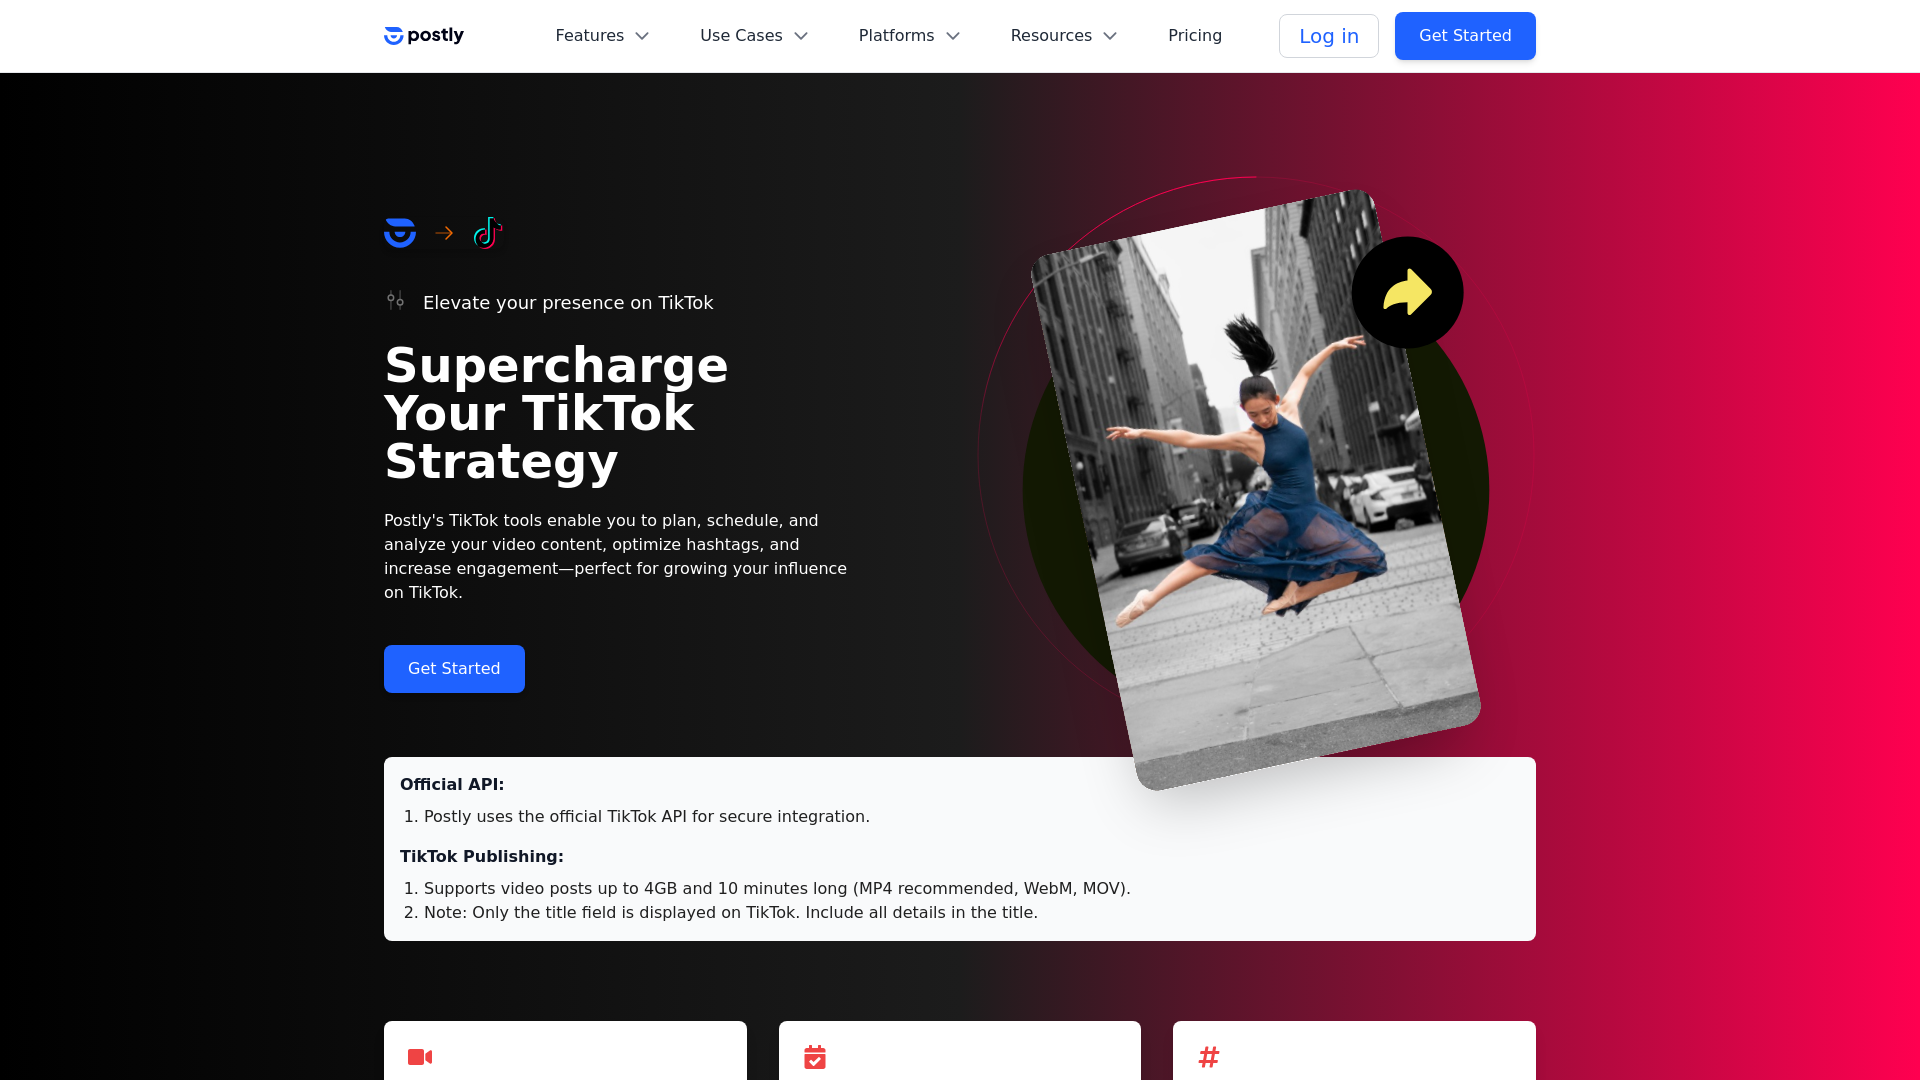 postly
Features
Use Cases
Platforms
Resources
Pricing
Log in
Get Started
Elevate your presence on TikTok
Supercharge
Your TikTok
Strategy
Postly's TikTok tools enable you to plan, schedule, and
analyze your video content, optimize hashtags, and
increase engagement—perfect for growing your influence
on TikTok.
Get Started
Official API:
1. Postly uses the official TikTok API for secure integration.
TikTok Publishing:
1. Supports video posts up to 4GB and 10 minutes long (MP4 recommended, WebM, MOV).
2. Note: Only the title field is displayed on TikTok. Include all details in the title.